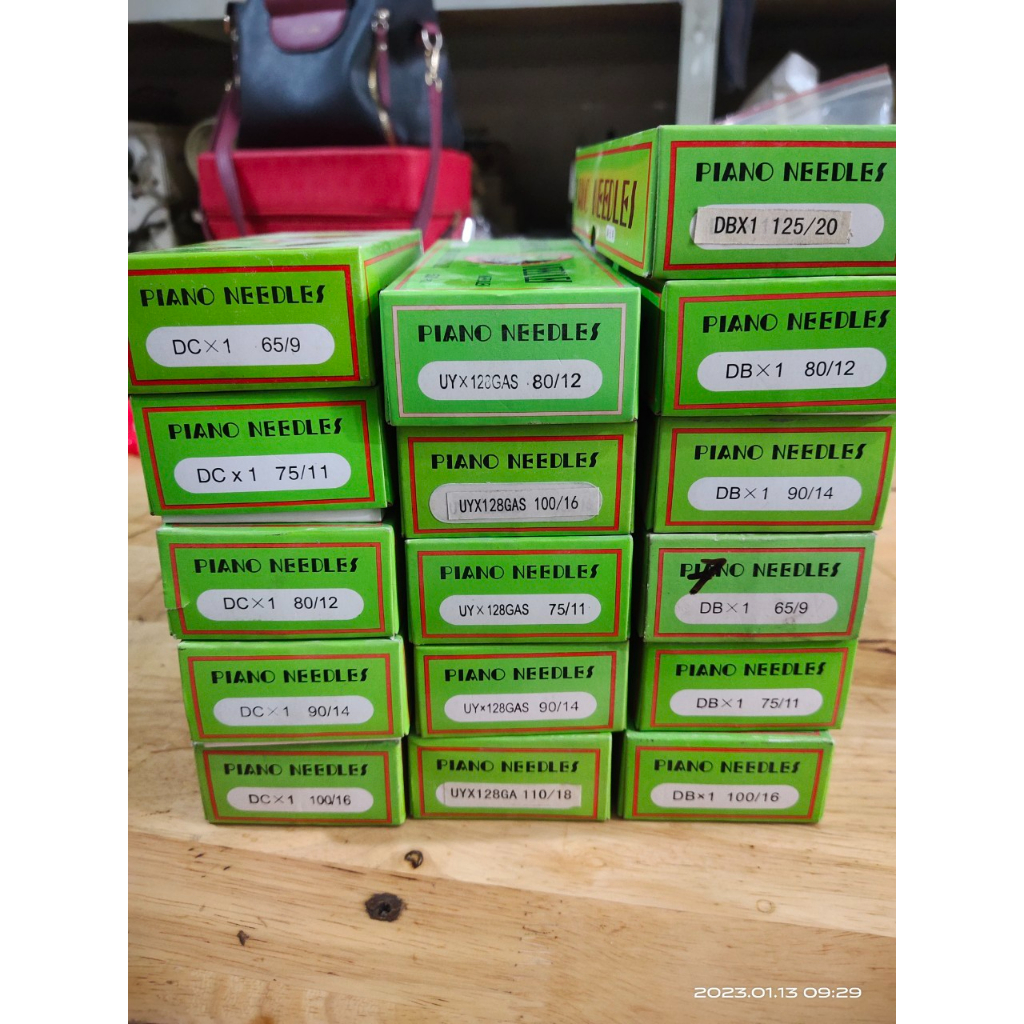 PIANO NEEDLES
DC×1 65/9
PIANO NEEDLES
DC x 1 75/11
PIANO NEEDLES
DC×1 80/12
PIANO NEEDLES
DC×1 90/14
PIANO NEEDLES
DC×1 100/16
PIANO NEEDLES
UY×128GAS 80/12
PIANO NEEDLES
UYX128GAS 100/16
PIANO NEEDLES
UY×128GAS 75/11
PIANO NEEDLES
UY×128GAS 90/14
PIANO NEEDLES
UYX128GA 110/18
NEEDLES
PIANO NEEDLES
DBX1 125/20
PIANO NEEDLES
DB×1 80/12
PIANO NEEDLES
DB×1 90/14
PIANO NEEDLES
DB×1 65/9
PIANO NEEDLES
DB×1 75/11
PIANO NEEDLES
DB×1 100/16
2023.01.13 09:29